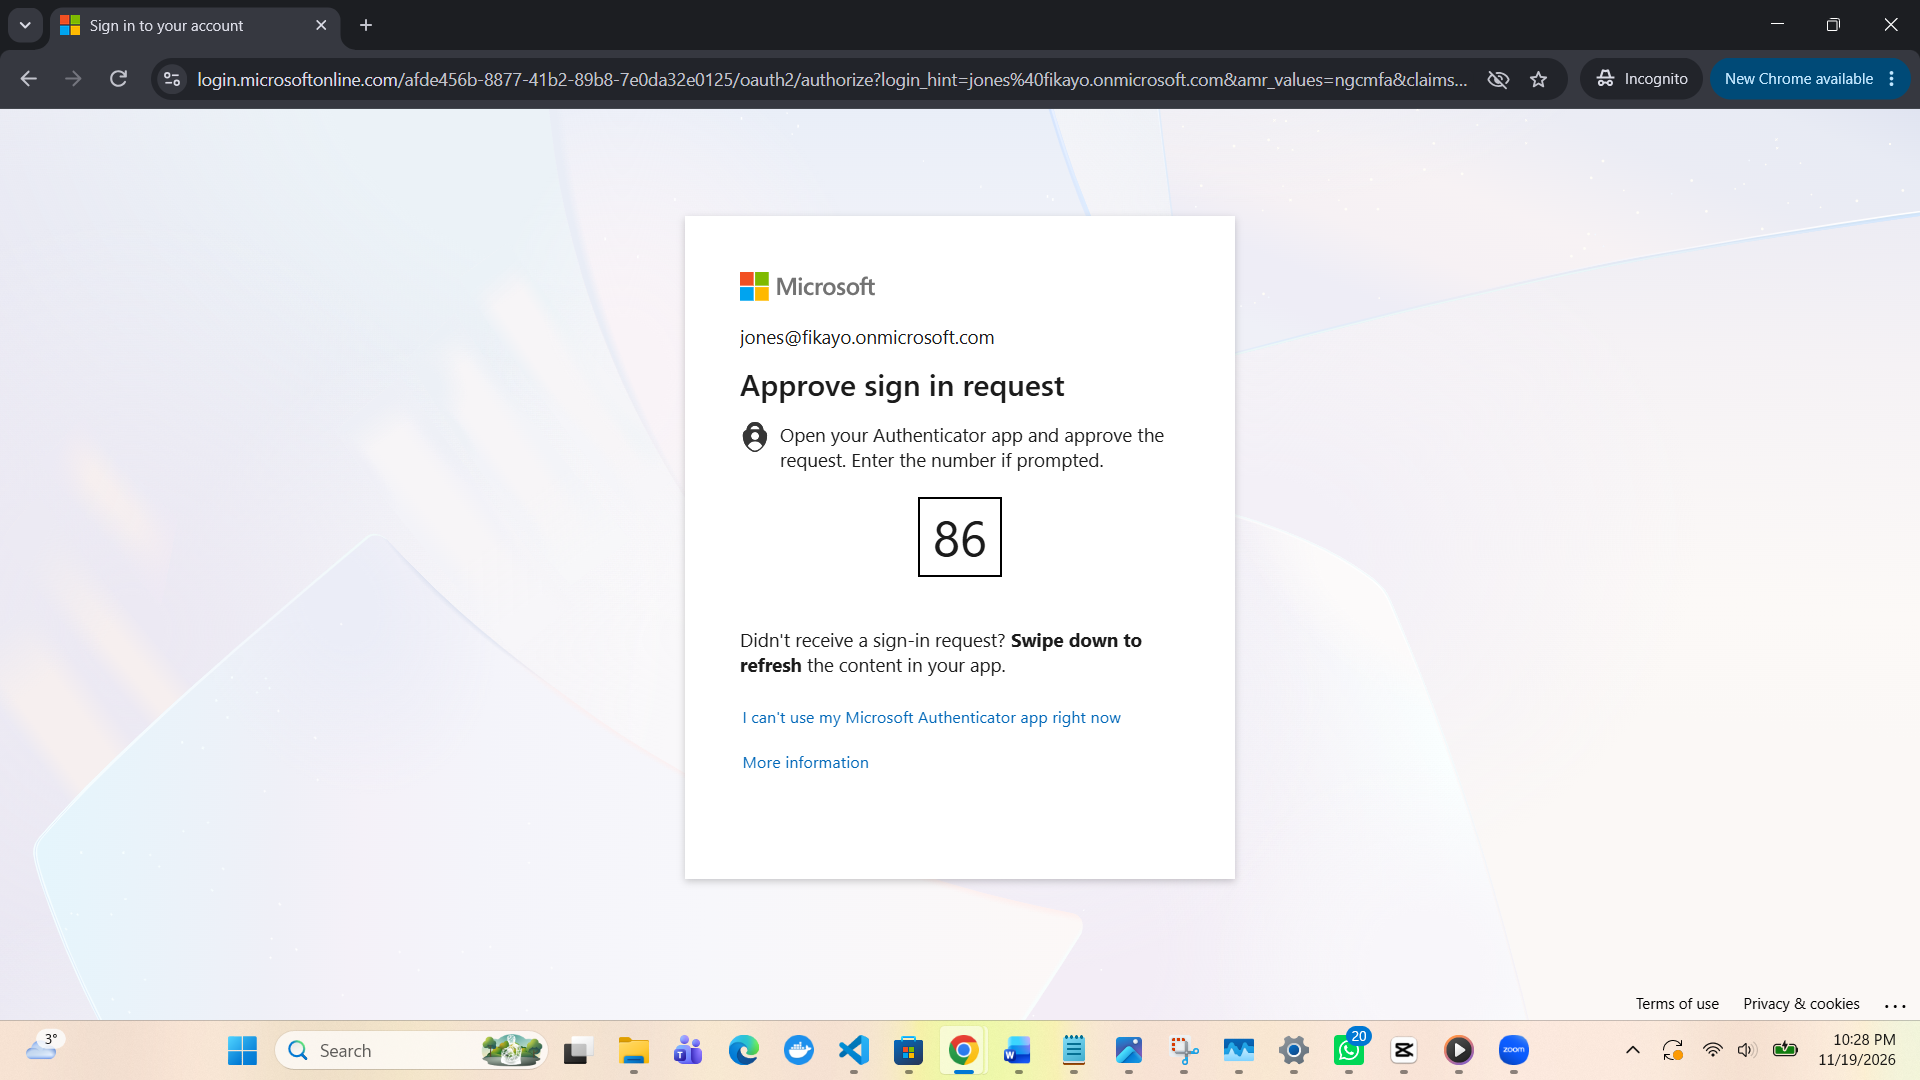 Sign in to your account
login.microsoftonline.com/afde456b-8877-41b2-89b8-7e0da32e0125/oauth2/authorize?login_hint=jones%40fikayo.onmicrosoft.com&amr_values=ngcmfa&claims...
Incognito
New Chrome available
Microsoft
jones@fikayo.onmicrosoft.com
Approve sign in request
Open your Authenticator app and approve the
request. Enter the number if prompted.
86
Didn't receive a sign-in request? Swipe down to
refresh the content in your app.
I can't use my Microsoft Authenticator app right now
More information
Terms of use
Privacy & cookies
...
3°
Search
T
W
20
zoom
10:28 PM
11/19/2026